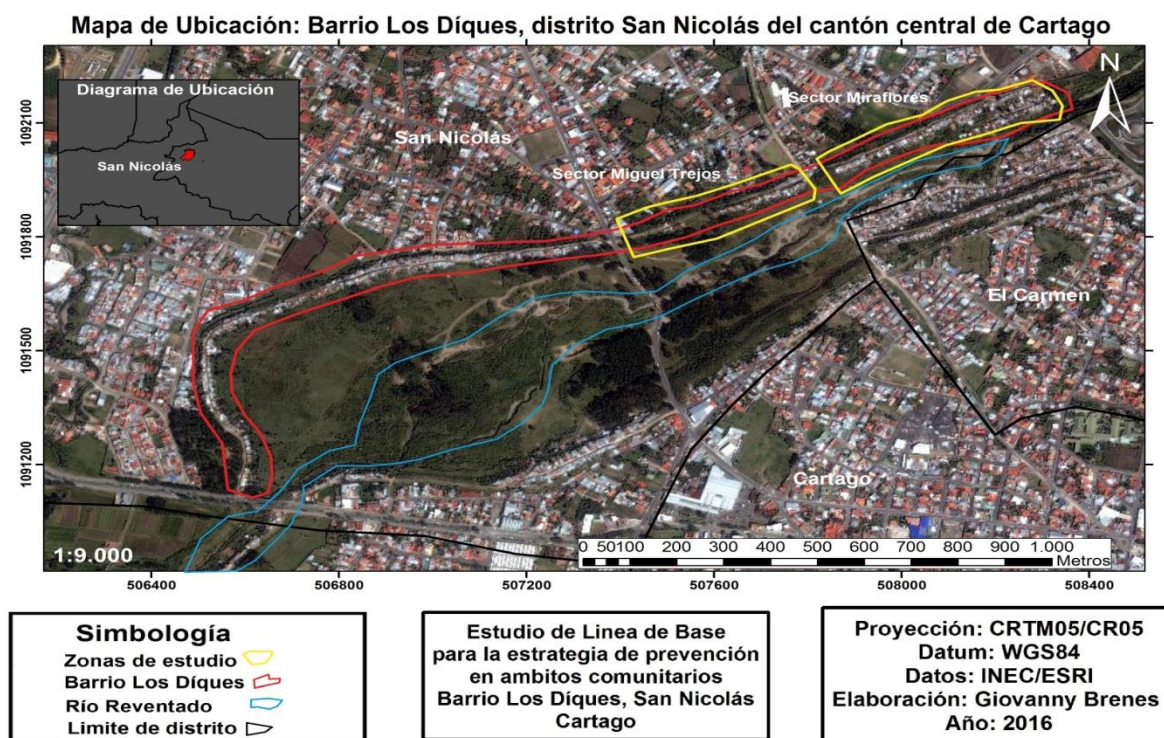 Mapa de Ubicación: Barrio Los Díques, distrito San Nicolás del cantón central de Cartago
Diagrama de Ubicación
San Nicolás
N
Sector Miraflores
San Nicolás
Sector Miguel Trejos
El Carmen
Cartago
1092100
1091800
1091500
1091200
1:9.000
0 50 100 200 300 400 500 600 700 800 900 1.000
Metros
506400 506800 507200 507600 508000 508400
Simbología
Zonas de estudio
Barrio Los Díques
Río Reventado
Limite de distrito
Estudio de Linea de Base
para la estrategia de prevención
en ambitos comunitarios
Barrio Los Díques, San Nicolás
Cartago
Proyección: CRTM05/CR05
Datum: WGS84
Datos: INEC/ESRI
Elaboración: Giovanny Brenes
Año: 2016